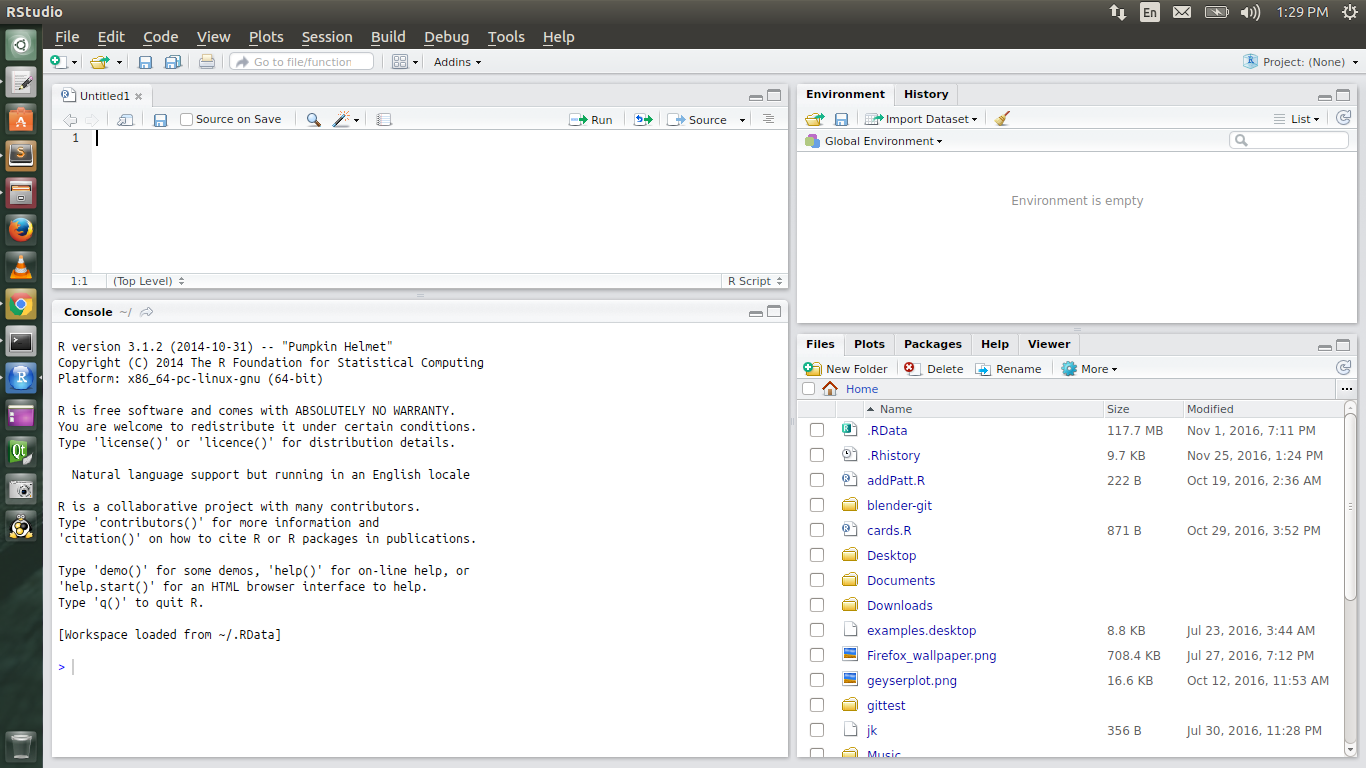 RStudio
En
1:29 PM
File Edit Code View Plots Session Build Debug Tools Help
Go to file/function
Addins
Project: (None)
Untitled1
Source on Save
Run
Source
1
1:1
(Top Level)
R Script
Console ~/
R version 3.1.2 (2014-10-31) -- "Pumpkin Helmet"
Copyright (C) 2014 The R Foundation for Statistical Computing
Platform: x86_64-pc-linux-gnu (64-bit)
R is free software and comes with ABSOLUTELY NO WARRANTY.
You are welcome to redistribute it under certain conditions.
Type 'license()' or 'licence()' for distribution details.
Natural language support but running in an English locale
R is a collaborative project with many contributors.
Type 'contributors()' for more information and
'citation()' on how to cite R or R packages in publications.
Type 'demo()' for some demos, 'help()' for on-line help, or
'help.start()' for an HTML browser interface to help.
Type 'q()' to quit R.
[Workspace loaded from ~/.RData]
>
Environment History
Import Dataset
List
Global Environment
Environment is empty
Files Plots Packages Help Viewer
New Folder Delete Rename More
Home
...
Name Size Modified
.RData 117.7 MB Nov 1, 2016, 7:11 PM
.Rhistory 9.7 KB Nov 25, 2016, 1:24 PM
addPatt.R 222 B Oct 19, 2016, 2:36 AM
blender-git
cards.R 871 B Oct 29, 2016, 3:52 PM
Desktop
Documents
Downloads
examples.desktop 8.8 KB Jul 23, 2016, 3:44 AM
Firefox_wallpaper.png 708.4 KB Jul 27, 2016, 7:12 PM
geyserplot.png 16.6 KB Oct 12, 2016, 11:53 AM
gittest
jk 356 B Jul 30, 2016, 11:28 PM
Music